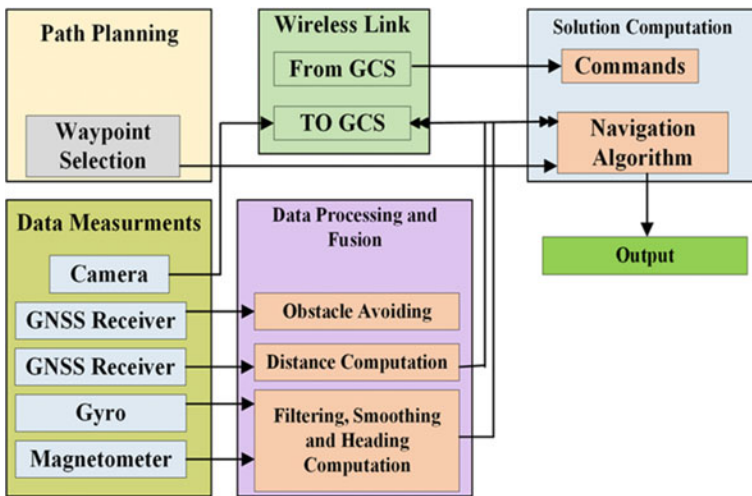 Path Planning
Waypoint
Selection
Wireless Link
From GCS
TO GCS
Solution Computation
Commands
Navigation
Algorithm
Output
Data Measurments
Camera
GNSS Receiver
GNSS Receiver
Gyro
Magnetometer
Data Processing and
Fusion
Obstacle Avoiding
Distance Computation
Filtering, Smoothing
and Heading
Computation